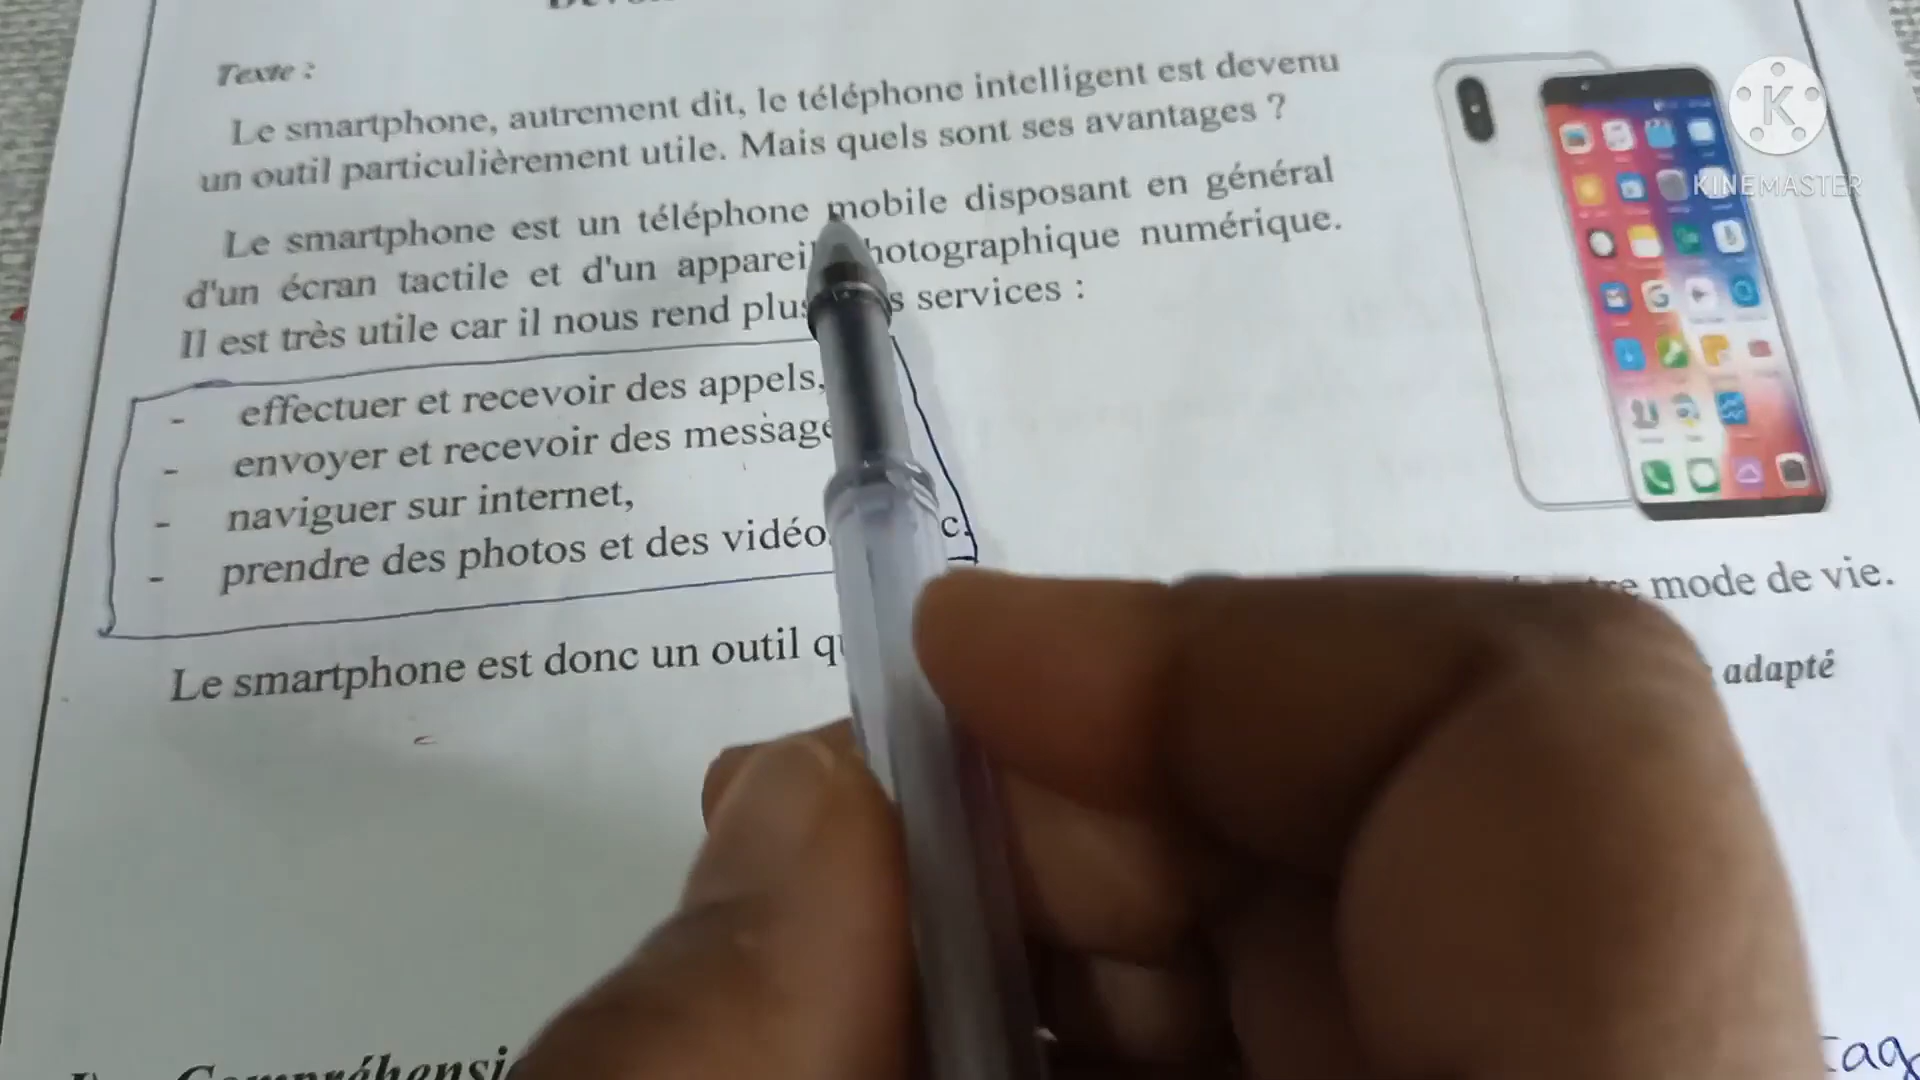 Texte :
Le smartphone, autrement dit, le téléphone intelligent est devenu
un outil particulièrement utile. Mais quels sont ses avantages ?
Le smartphone est un téléphone mobile disposant en général
d'un écran tactile et d'un appareil photographique numérique.
Il est très utile car il nous rend services :
- effectuer et recevoir des appels,
- envoyer et recevoir des
- naviguer sur internet,
- prendre des photos et des
Le smartphone est donc un outil mode de vie.
adapté
KINEMASTER